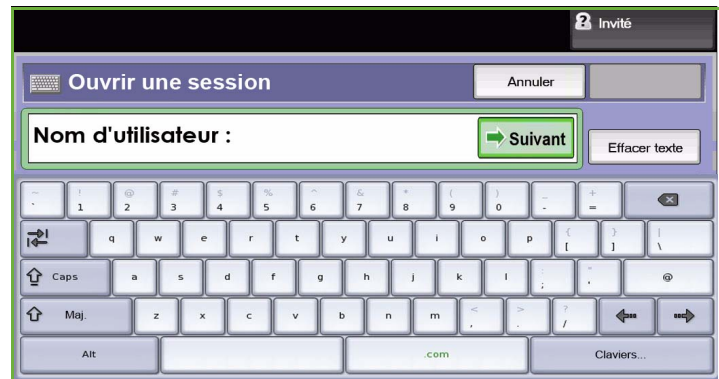 Invité
Ouvrir une session
Annuler
Nom d'utilisateur :
Suivant
Effacer texte
~ ! @ # $ % ^ & * ( ) _ +
` 1 2 3 4 5 6 7 8 9 0 - =
{ } |
q w e r t y u i o p [ ] \
: "
Caps a s d f g h j k l ; ' @
< > ?
Maj. z x c v b n m , . /
Alt .com Claviers...